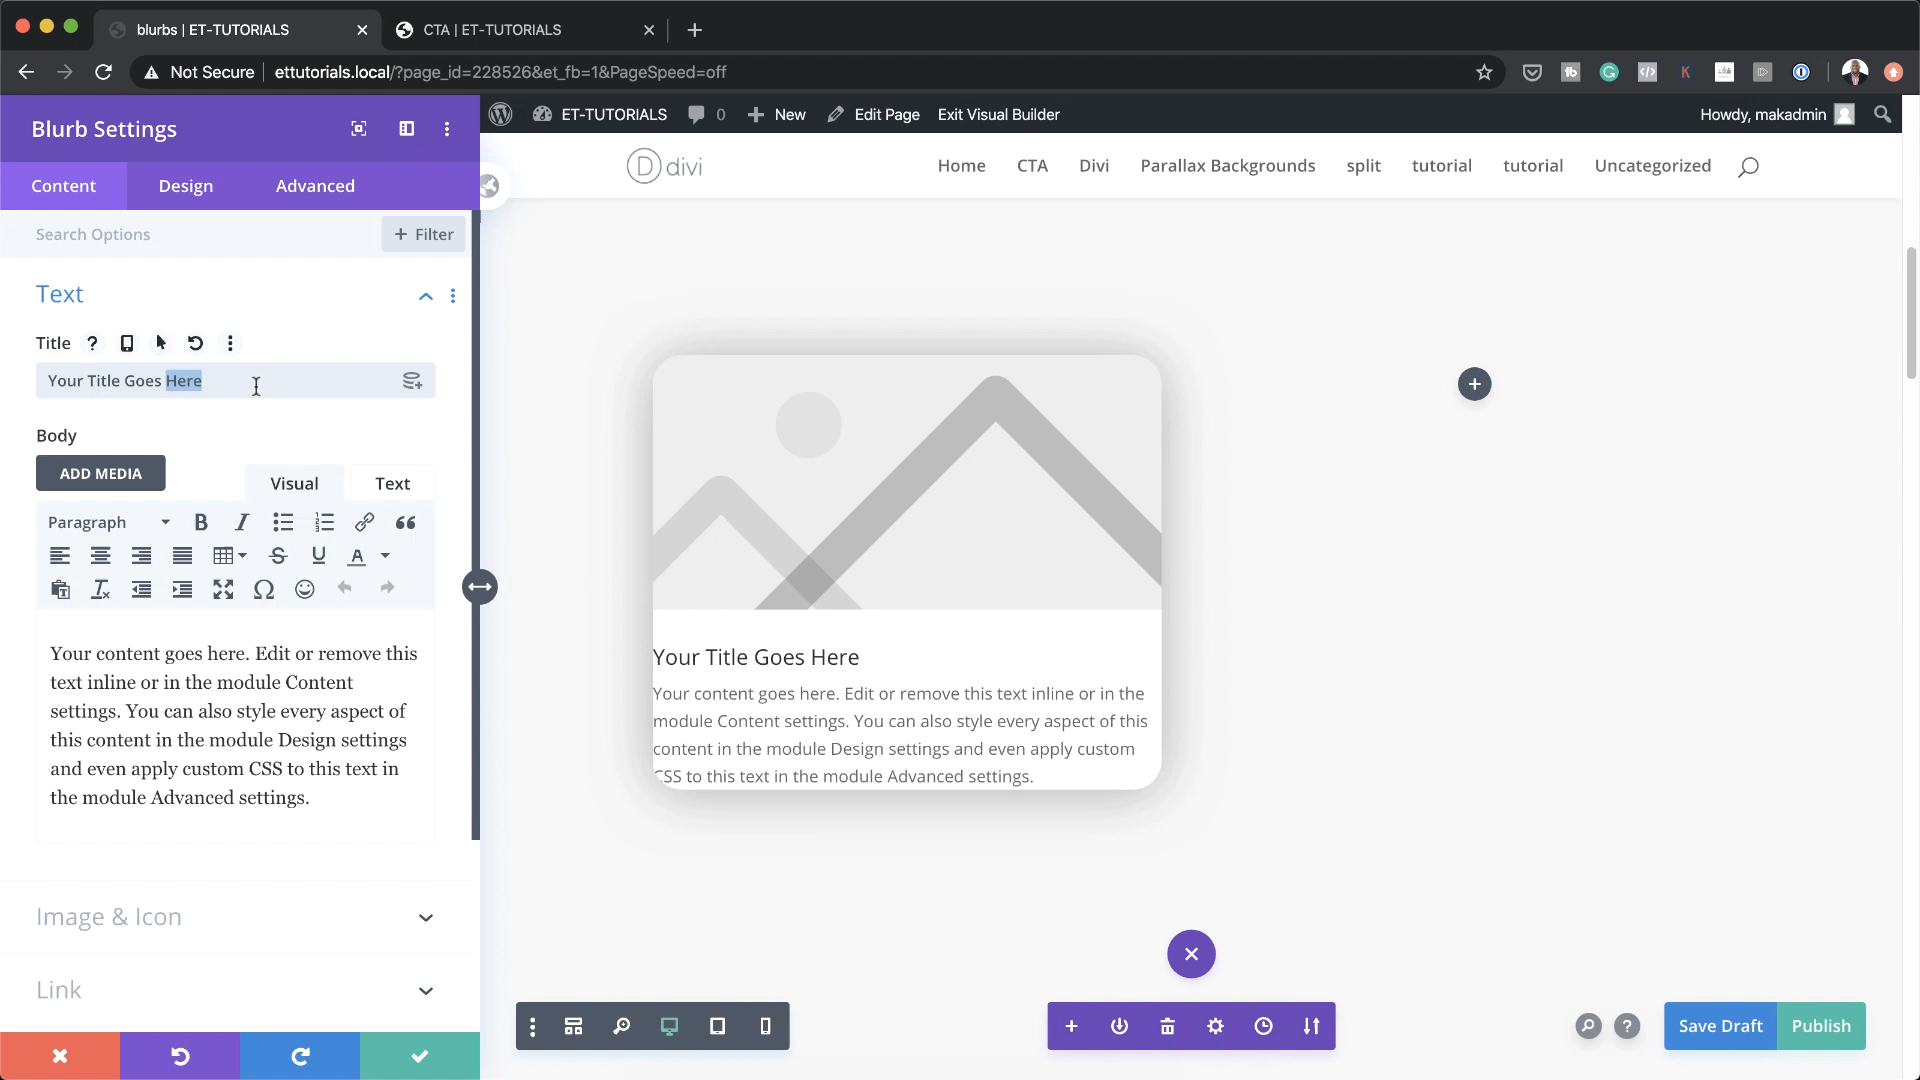 blurbs | ET-TUTORIALS
CTA | ET-TUTORIALS
Not Secure
ettutorials.local/?page_id=228526&et_fb=1&PageSpeed=off
Blurb Settings
ET-TUTORIALS
0
New
Edit Page
Exit Visual Builder
Howdy, makadmin
Content
Design
Advanced
divi
Home
CTA
Divi
Parallax Backgrounds
split
tutorial
tutorial
Uncategorized
Search Options
+ Filter
Text
Title
Your Title Goes Here
Body
ADD MEDIA
Visual
Text
Paragraph
Your content goes here. Edit or remove this
text inline or in the module Content
settings. You can also style every aspect of
this content in the module Design settings
and even apply custom CSS to this text in
the module Advanced settings.
Image & Icon
Link
Your Title Goes Here
Your content goes here. Edit or remove this text inline or in the
module Content settings. You can also style every aspect of this
content in the module Design settings and even apply custom
CSS to this text in the module Advanced settings.
Save Draft
Publish